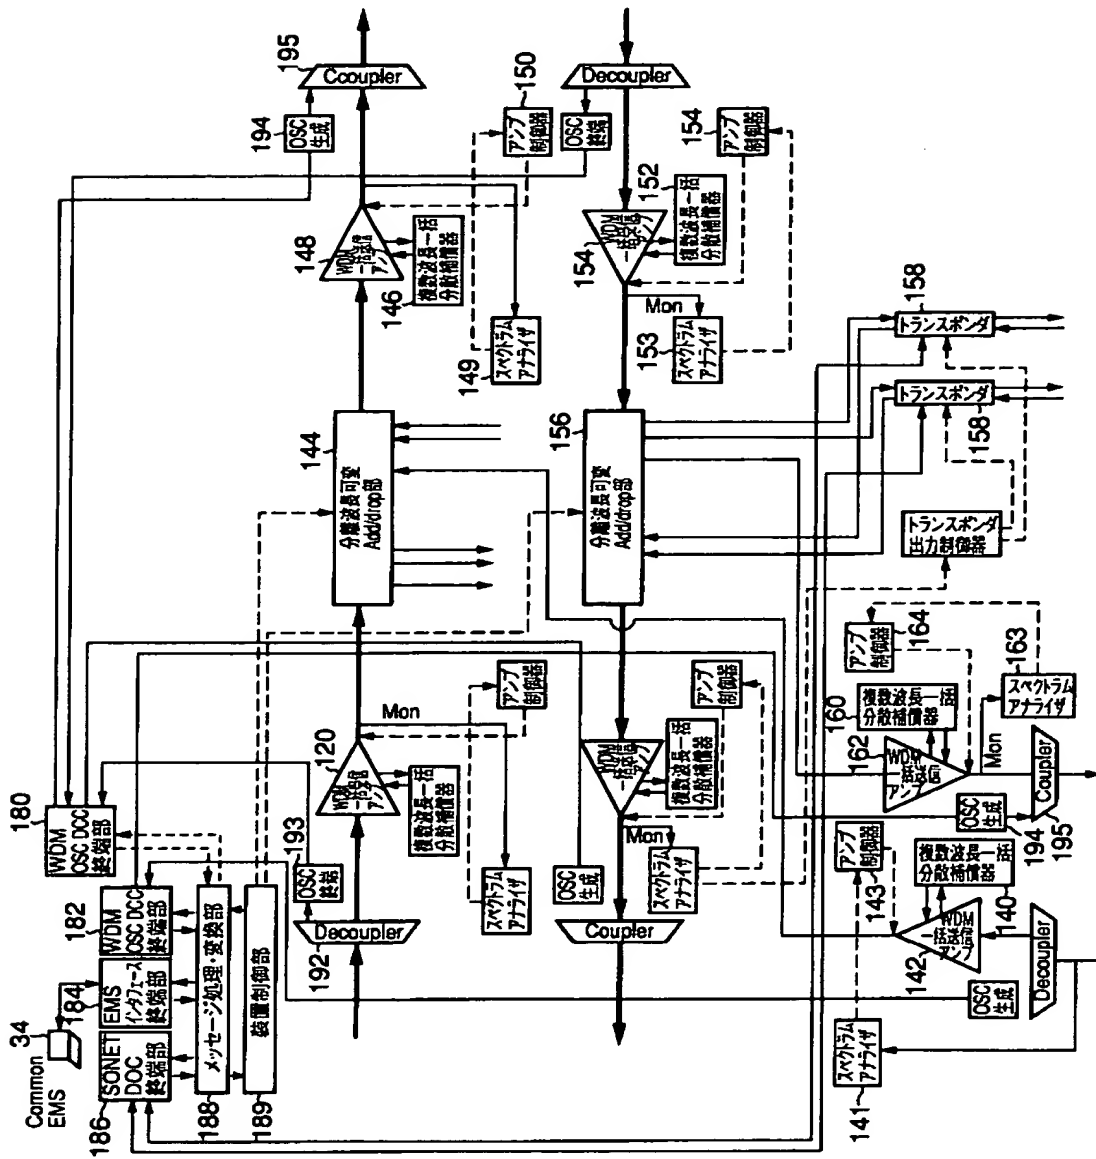 Common
EMS
34
186
SONET
DOC
終端部
184
EMS
インタフェース
終端部
182
WDM
OSC DCC
終端部
180
WDM
OSC DCC
終端部
188
メッセージ処理・変換部
189
装置制御部
192
Decoupler
193
OSC
終端
120
WDM
一括受信
アンプ
Mon
複数波長一括
分散補償器
アンプ
制御器
スペクトラム
アナライザ
144
分離波長可変
Add/drop部
148
WDM
一括送信
アンプ
146
複数波長一括
分散補償器
149
スペクトラム
アナライザ
150
アンプ
制御器
194
OSC
生成
195
Ccoupler
Decoupler
OSC
終端
154
WDM
一括受信
アンプ
152
複数波長一括
分散補償器
154
アンプ
制御器
Mon
153
スペクトラム
アナライザ
156
分離波長可変
Add/drop部
WDM
一括送信
アンプ
複数波長一括
分散補償器
アンプ
制御器
Mon
スペクトラム
アナライザ
OSC
生成
Coupler
158
トランスポンダ
トランスポンダ
158
トランスポンダ
出力制御器
アンプ
制御器
164
163
スペクトラム
アナライザ
160
複数波長一括
分散補償器
162
WDM
一括送信
アンプ
Mon
OSC
生成
194
Coupler
195
アンプ
制御器
143
複数波長一括
分散補償器
140
WDM
一括送信
アンプ
142
OSC
生成
Decoupler
スペクトラム
アナライザ
141